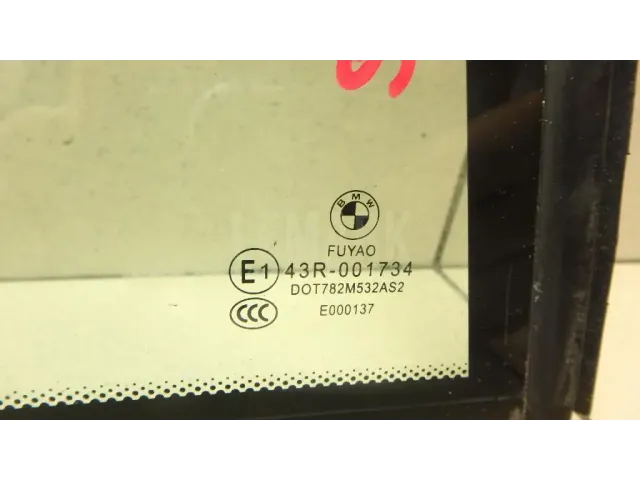 BMW
FUYAO
E1 43R-001734
DOT782M532AS2
CCC E000137